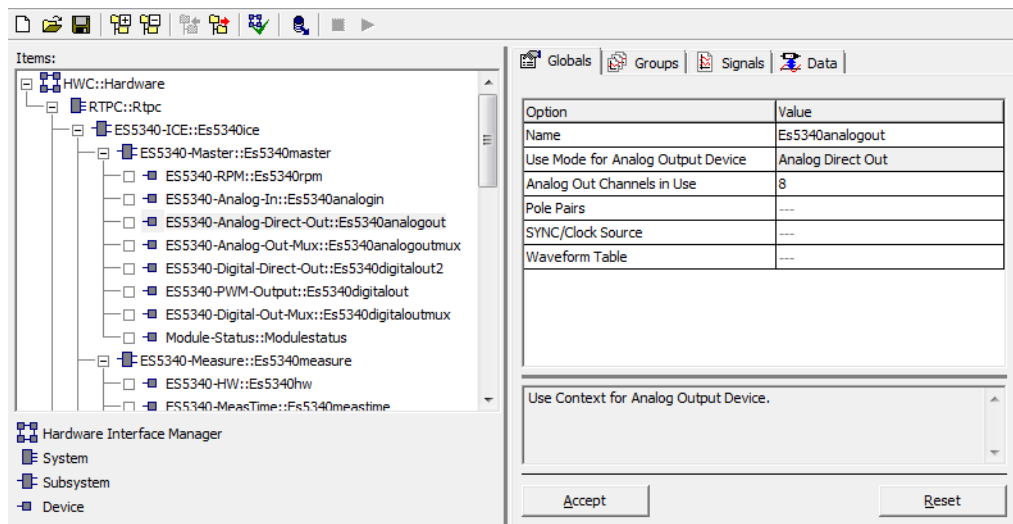 Items:
HWC::Hardware
RTPC::Rtpc
ES5340-ICE::Es5340ice
ES5340-Master::Es5340master
ES5340-RPM::Es5340rpm
ES5340-Analog-In::Es5340analogin
ES5340-Analog-Direct-Out::Es5340analogout
ES5340-Analog-Out-Mux::Es5340analogoutmux
ES5340-Digital-Direct-Out::Es5340digitalout2
ES5340-PWM-Output::Es5340digitalout
ES5340-Digital-Out-Mux::Es5340digitaloutmux
Module-Status::Modulestatus
ES5340-Measure::Es5340measure
ES5340-HW::Es5340hw
ES5340-MeasTime::Es5340meastime
Hardware Interface Manager
System
Subsystem
Device
Globals Groups Signals Data
Option Value
Name Es5340analogout
Use Mode for Analog Output Device Analog Direct Out
Analog Out Channels in Use 8
Pole Pairs ---
SYNC/Clock Source ---
Waveform Table ---
Use Context for Analog Output Device.
Accept Reset